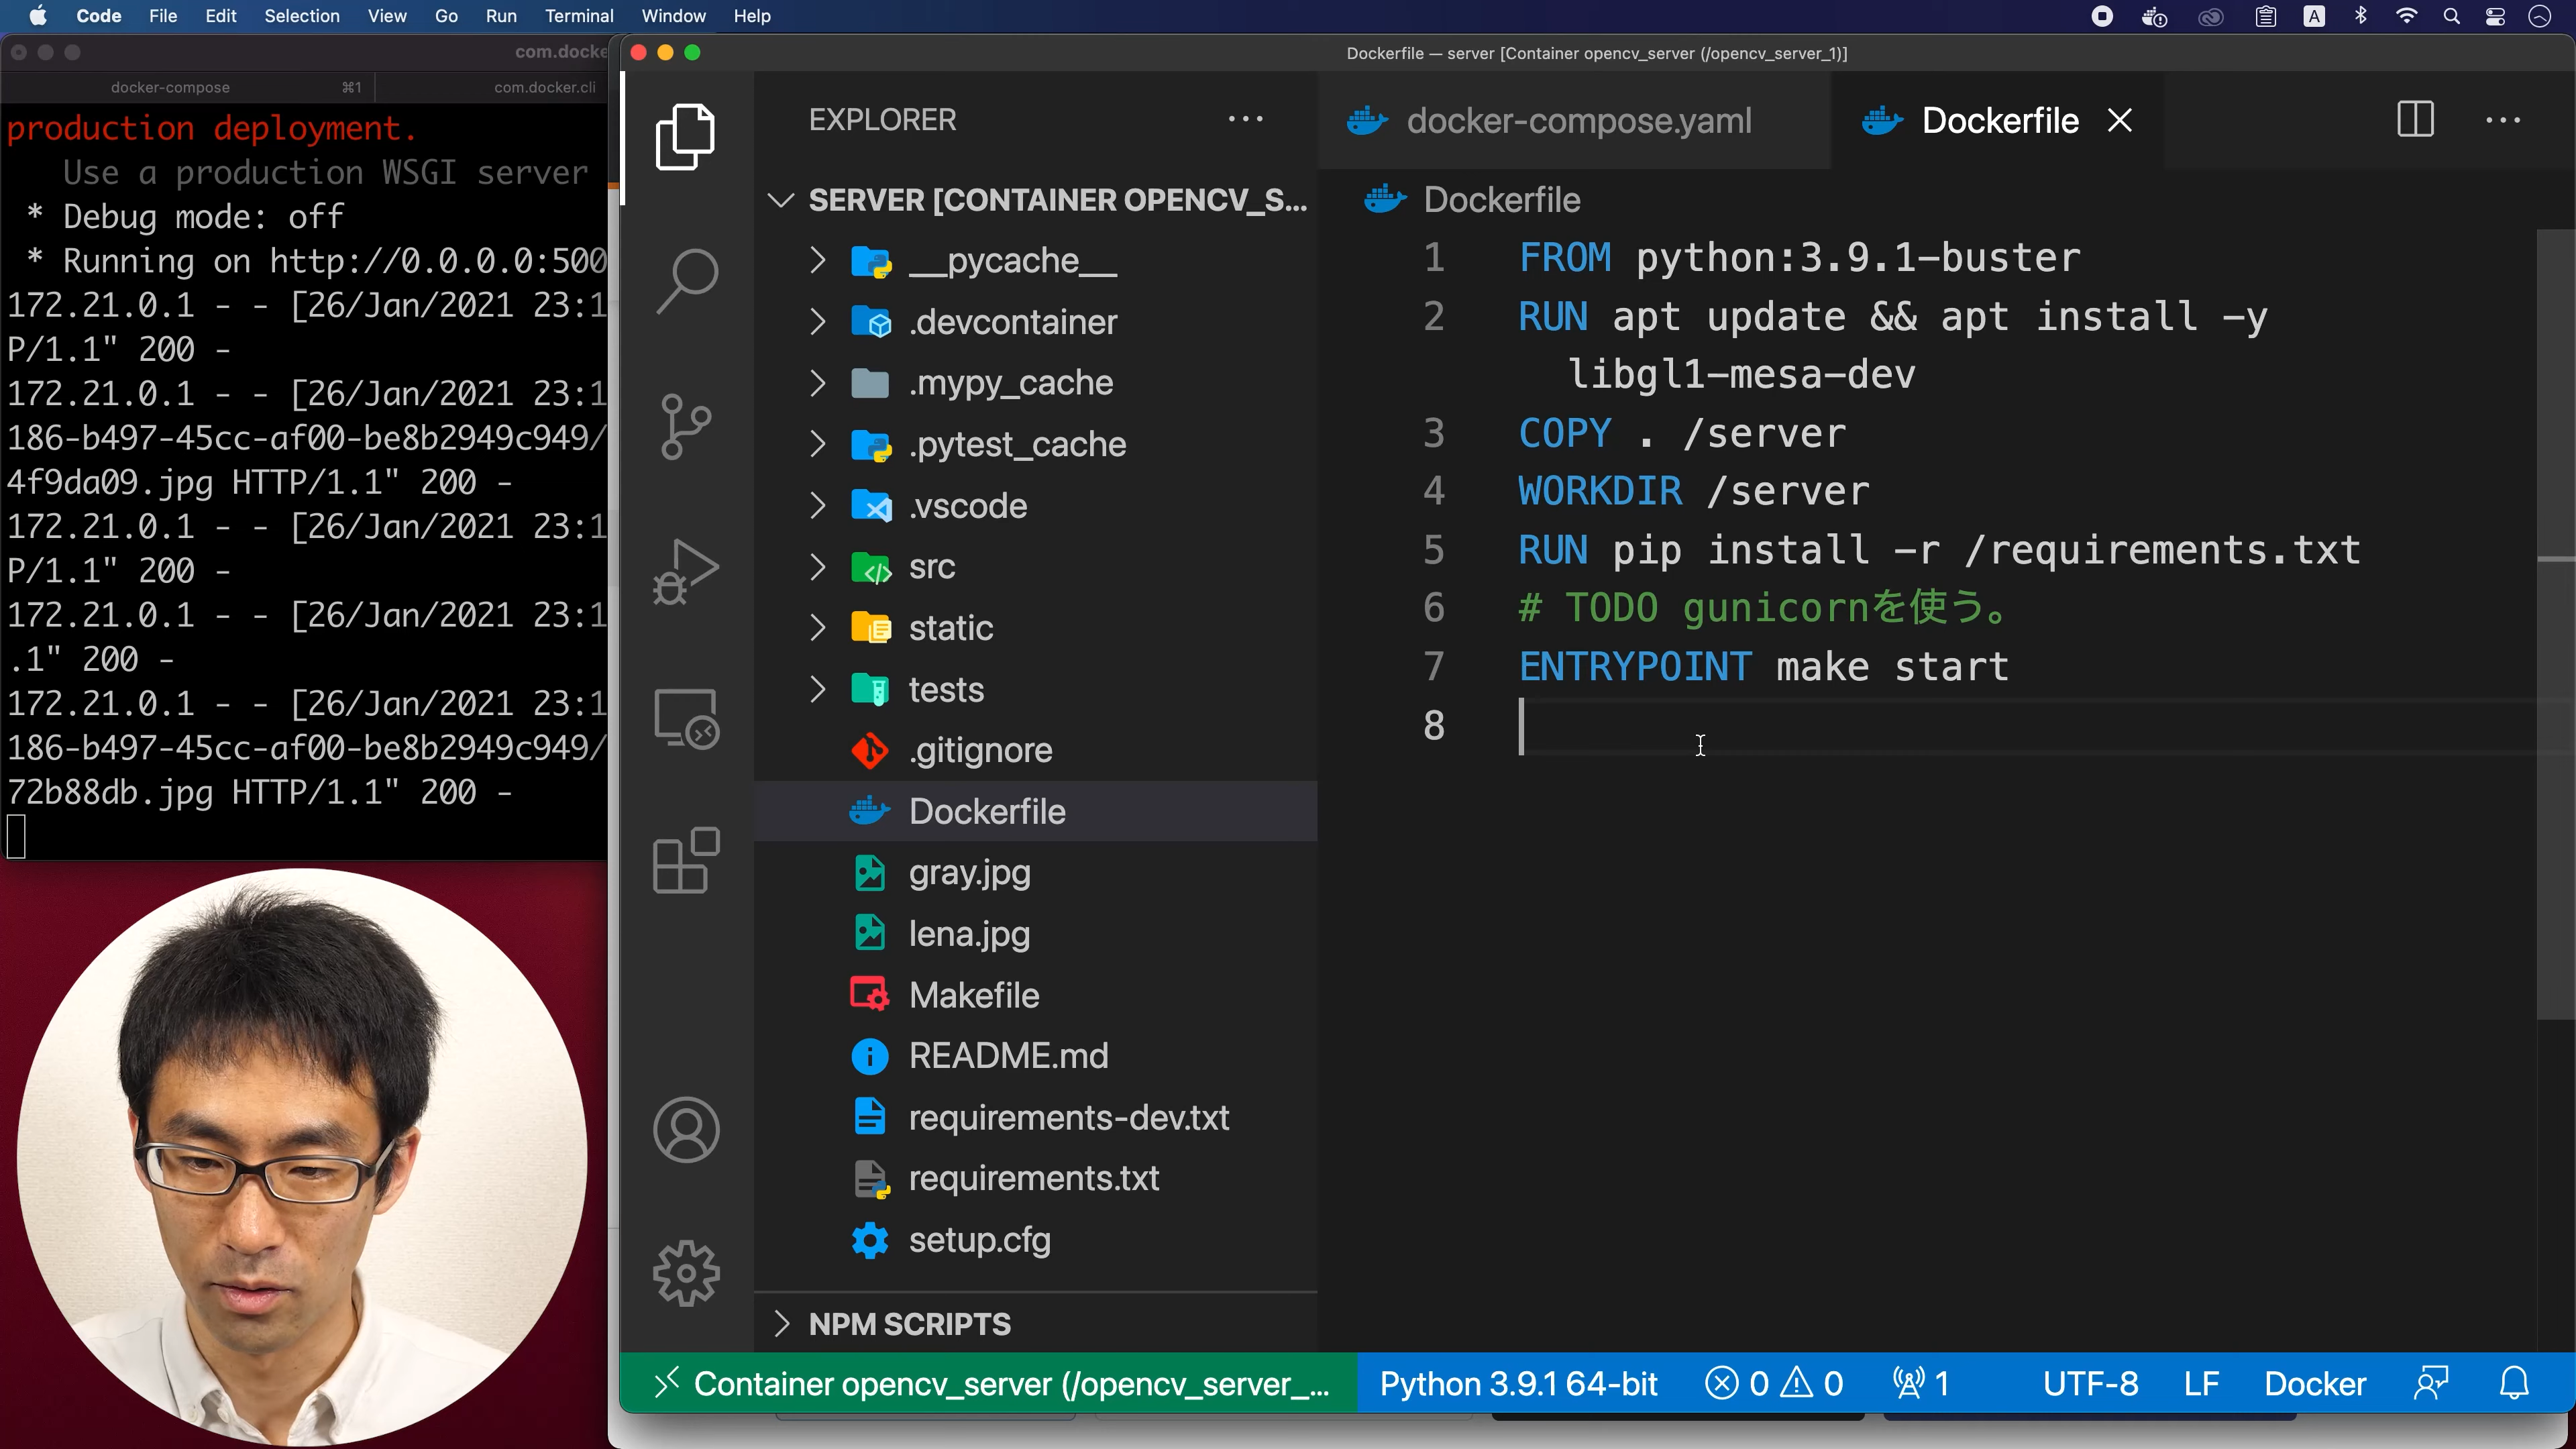 Code File Edit Selection View Go Run Terminal Window Help
A
com.docke
docker-compose ⌘1 com.docker.cli
production deployment.
Use a production WSGI server
* Debug mode: off
* Running on http://0.0.0.0:500
172.21.0.1 - - [26/Jan/2021 23:1
P/1.1" 200 -
172.21.0.1 - - [26/Jan/2021 23:1
186-b497-45cc-af00-be8b2949c949/
4f9da09.jpg HTTP/1.1" 200 -
172.21.0.1 - - [26/Jan/2021 23:1
P/1.1" 200 -
172.21.0.1 - - [26/Jan/2021 23:1
.1" 200 -
172.21.0.1 - - [26/Jan/2021 23:1
186-b497-45cc-af00-be8b2949c949/
72b88db.jpg HTTP/1.1" 200 -
Dockerfile — server [Container opencv_server (/opencv_server_1)]
EXPLORER
SERVER [CONTAINER OPENCV_S...
__pycache__
.devcontainer
.mypy_cache
.pytest_cache
.vscode
src
static
tests
.gitignore
Dockerfile
gray.jpg
lena.jpg
Makefile
README.md
requirements-dev.txt
requirements.txt
setup.cfg
NPM SCRIPTS
docker-compose.yaml Dockerfile
Dockerfile
1 FROM python:3.9.1-buster
2 RUN apt update && apt install -y
libgl1-mesa-dev
3 COPY . /server
4 WORKDIR /server
5 RUN pip install -r /requirements.txt
6 # TODO gunicornを使う。
7 ENTRYPOINT make start
8
Container opencv_server (/opencv_server_... Python 3.9.1 64-bit 0 0 1 UTF-8 LF Docker